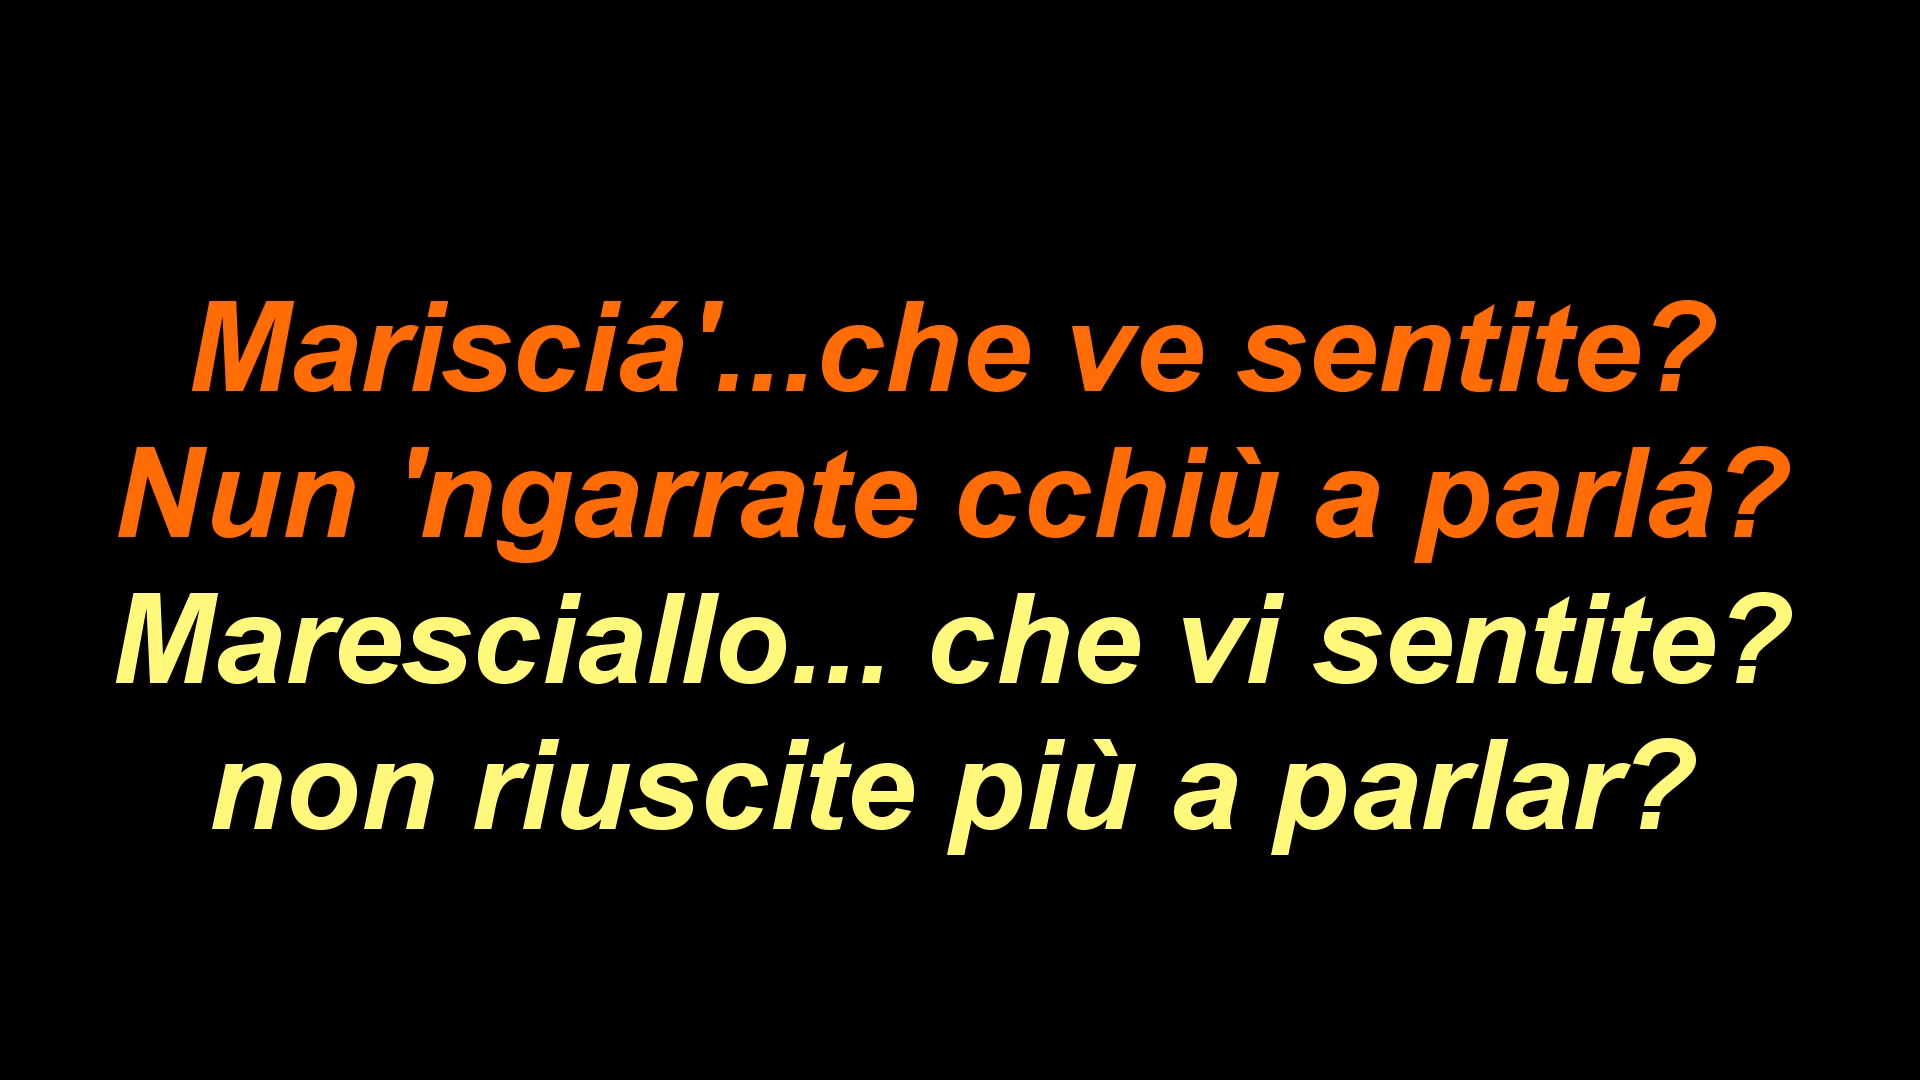 Marisciá'...che ve sentite?
Nun 'ngarrate cchiù a parlá?
Maresciallo... che vi sentite?
non riuscite più a parlar?